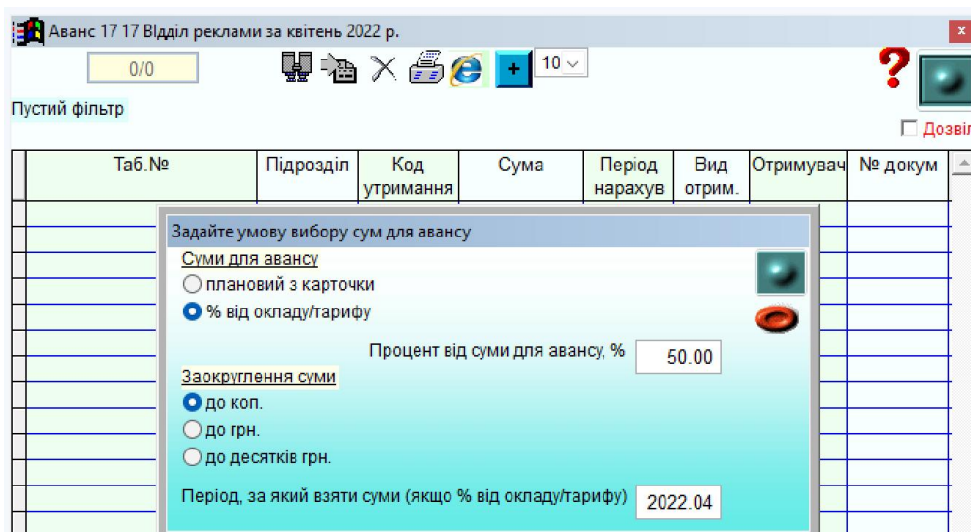 Аванс 17 17 Відділ реклами за квітень 2022 р.
x
0/0
+
10
?
Пустий фільтр
Дозвіл
Таб.№ Підрозділ Код утримання Сума Період нарахув Вид отрим. Отримувач № докум
Задайте умову вибору сум для авансу
Суми для авансу
плановий з карточки
% від окладу/тарифу
Процент від суми для авансу, % 50.00
Заокруглення суми
до коп.
до грн.
до десятків грн.
Період, за який взяти суми (якщо % від окладу/тарифу) 2022.04